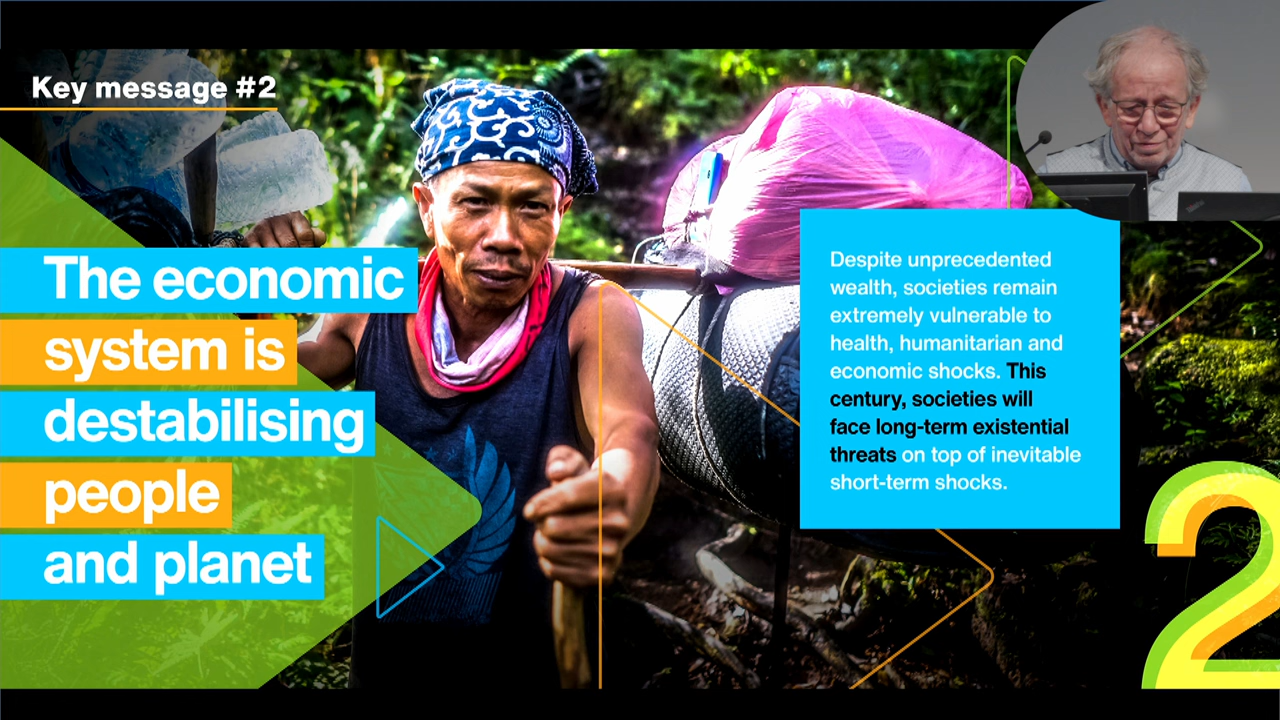 Key message #2
The economic
system is
destabilising
people
and planet
Despite unprecedented
wealth, societies remain
extremely vulnerable to
health, humanitarian and
economic shocks. This
century, societies will
face long-term existential
threats on top of inevitable
short-term shocks.
2